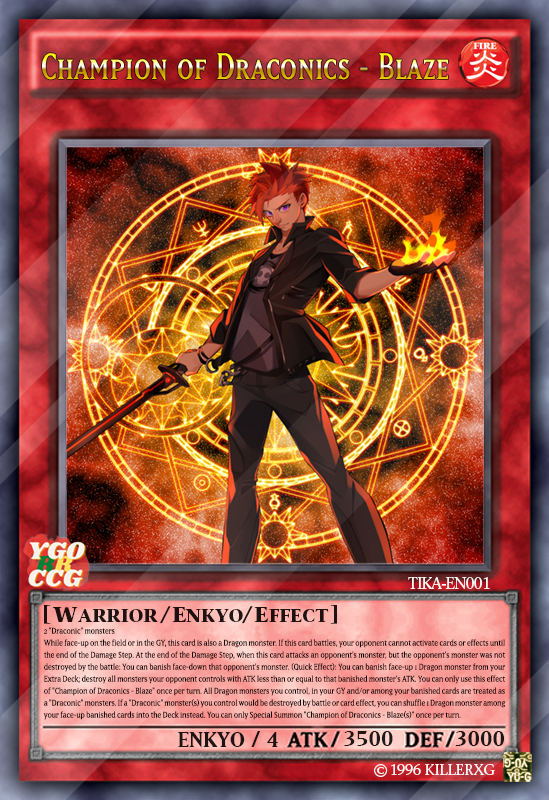 Champion of Draconics - Blaze
FIRE
炎
YGO
BR
CCG
TIKA-EN001
[Warrior/Enkyo/Effect]
2 "Draconic" monsters
While face-up on the field or in the GY, this card is also a Dragon monster. If this card battles, your opponent cannot activate cards or effects until
the end of the Damage Step. At the end of the Damage Step, when this card attacks an opponent's monster, but the opponent's monster was not
destroyed by the battle: You can banish face-down that opponent's monster. (Quick Effect): You can banish face-up 1 Dragon monster from your
Extra Deck; destroy all monsters your opponent controls with ATK less than or equal to that banished monster's ATK. You can only use this effect
of "Champion of Draconics - Blaze" once per turn. All Dragon monsters you control, in your GY and/or among your banished cards are treated as
a "Draconic" monsters. If a "Draconic" monster(s) you control would be destroyed by battle or card effect, you can shuffle 1 Dragon monster among
your face-up banished cards into the Deck instead. You can only Special Summon "Champion of Draconics - Blaze(s)" once per turn.
ENKYO / 4 ATK/3500 DEF/3000
© 1996 KILLERXG